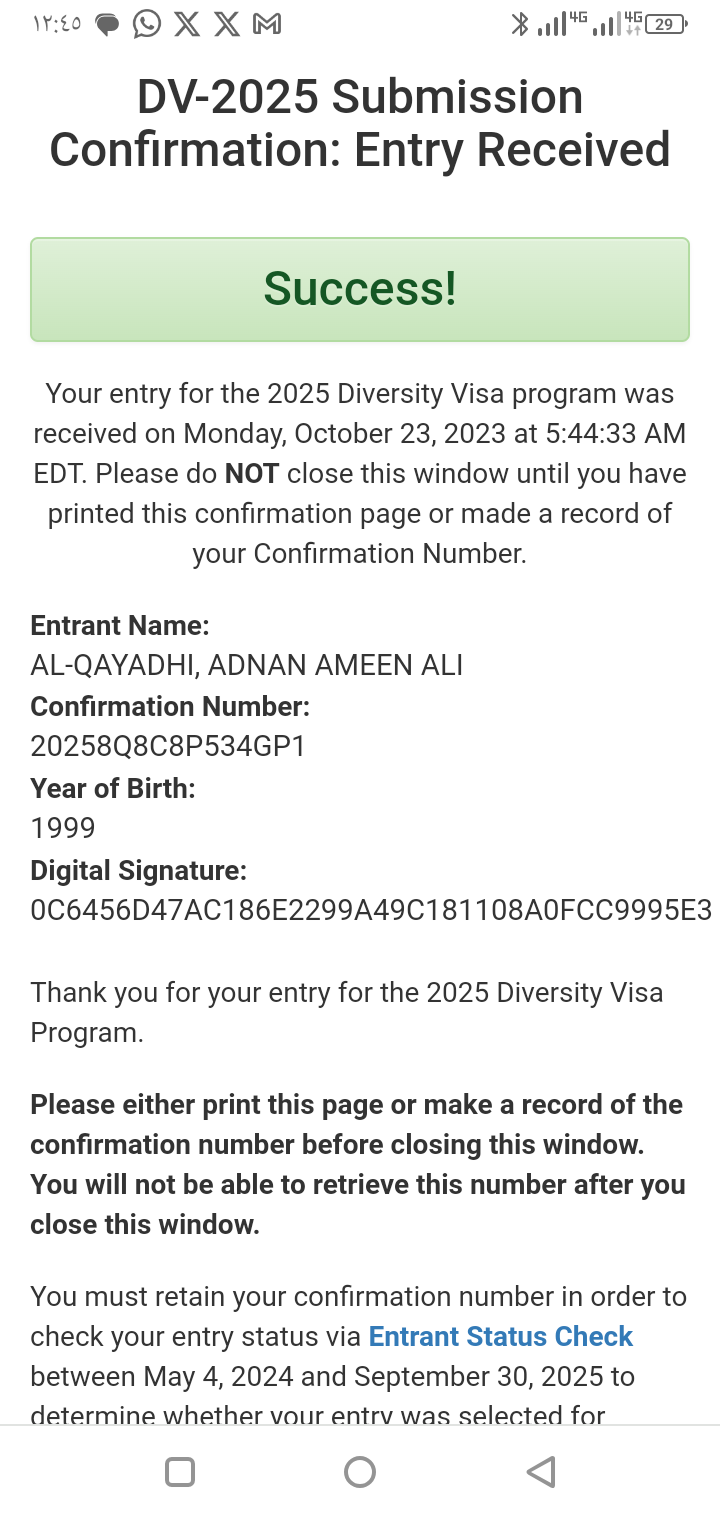 ١٢:٤٥ 4G 4G 29
DV-2025 Submission
Confirmation: Entry Received
Success!
Your entry for the 2025 Diversity Visa program was
received on Monday, October 23, 2023 at 5:44:33 AM
EDT. Please do NOT close this window until you have
printed this confirmation page or made a record of
your Confirmation Number.
Entrant Name:
AL-QAYADHI, ADNAN AMEEN ALI
Confirmation Number:
20258Q8C8P534GP1
Year of Birth:
1999
Digital Signature:
0C6456D47AC186E2299A49C181108A0FCC9995E3
Thank you for your entry for the 2025 Diversity Visa
Program.
Please either print this page or make a record of the
confirmation number before closing this window.
You will not be able to retrieve this number after you
close this window.
You must retain your confirmation number in order to
check your entry status via Entrant Status Check
between May 4, 2024 and September 30, 2025 to
determine whether your entry was selected for